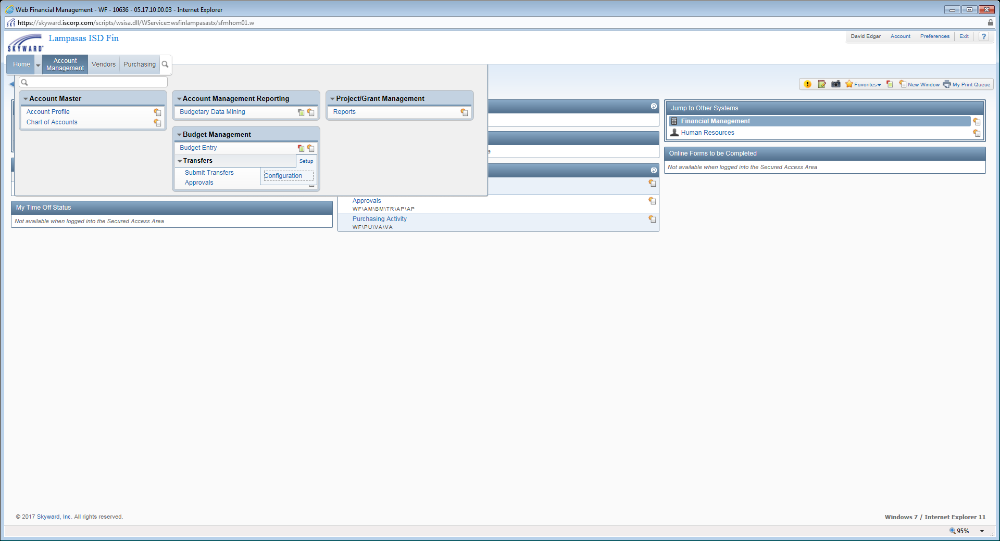 Web Financial Management - WF - 10636 - 05.17.10.00.03 - Internet Explorer
https://skyward.iscorp.com/scripts/wsisa.dll/WService=wsfinlampasastx/sfmhom01.w
SKYWARD
Lampasas ISD Fin
David Edgar Account Preferences Exit ?
Home Account Management Vendors Purchasing
Favorites New Window My Print Queue
Account Master
Account Profile
Chart of Accounts
Account Management Reporting
Budgetary Data Mining
Budget Management
Budget Entry
Transfers Setup
Submit Transfers
Configuration
Approvals
Project/Grant Management
Reports
a
Approvals
WF\AM\BM\TR\AP\AP
Purchasing Activity
WF\PU\VA\VA
Jump to Other Systems
Financial Management
Human Resources
Online Forms to be Completed
Not available when logged into the Secured Access Area
My Time Off Status
Not available when logged into the Secured Access Area
© 2017 Skyward, Inc. All rights reserved.
Windows 7 / Internet Explorer 11
95%